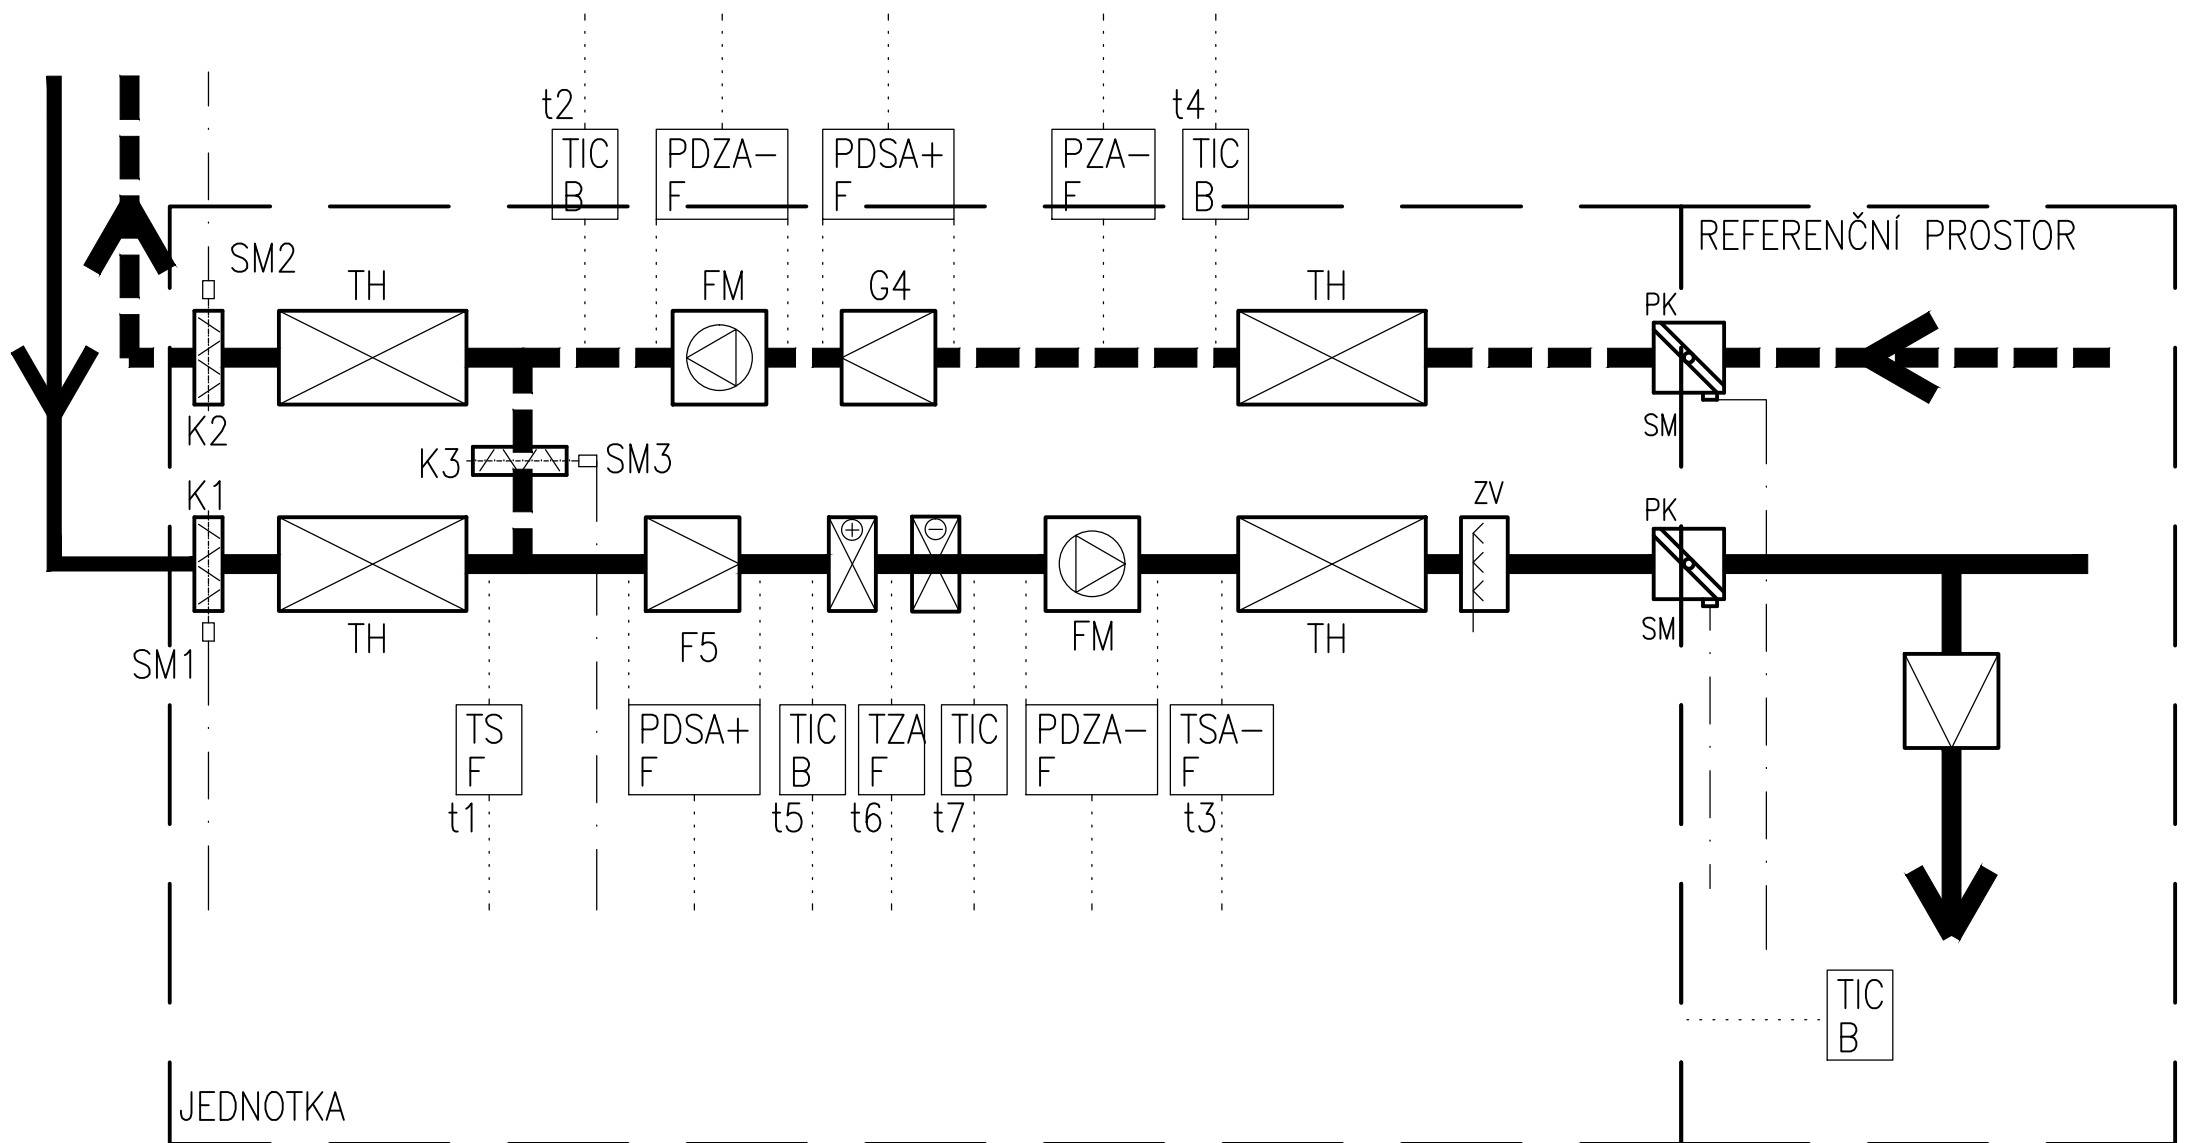 t2
t4
TIC
B
PDZA−
F
PDSA+
F
PZA−
F
TIC
B
REFERENČNÍ PROSTOR
SM2
TH
FM
G4
TH
PK
K2
SM
K3
SM3
K1
ZV
PK
SM1
TH
F5
FM
TH
SM
TS
F
PDSA+
F
TIC
B
TZA
F
TIC
B
PDZA−
F
TSA−
F
t1
t5
t6
t7
t3
TIC
B
JEDNOTKA